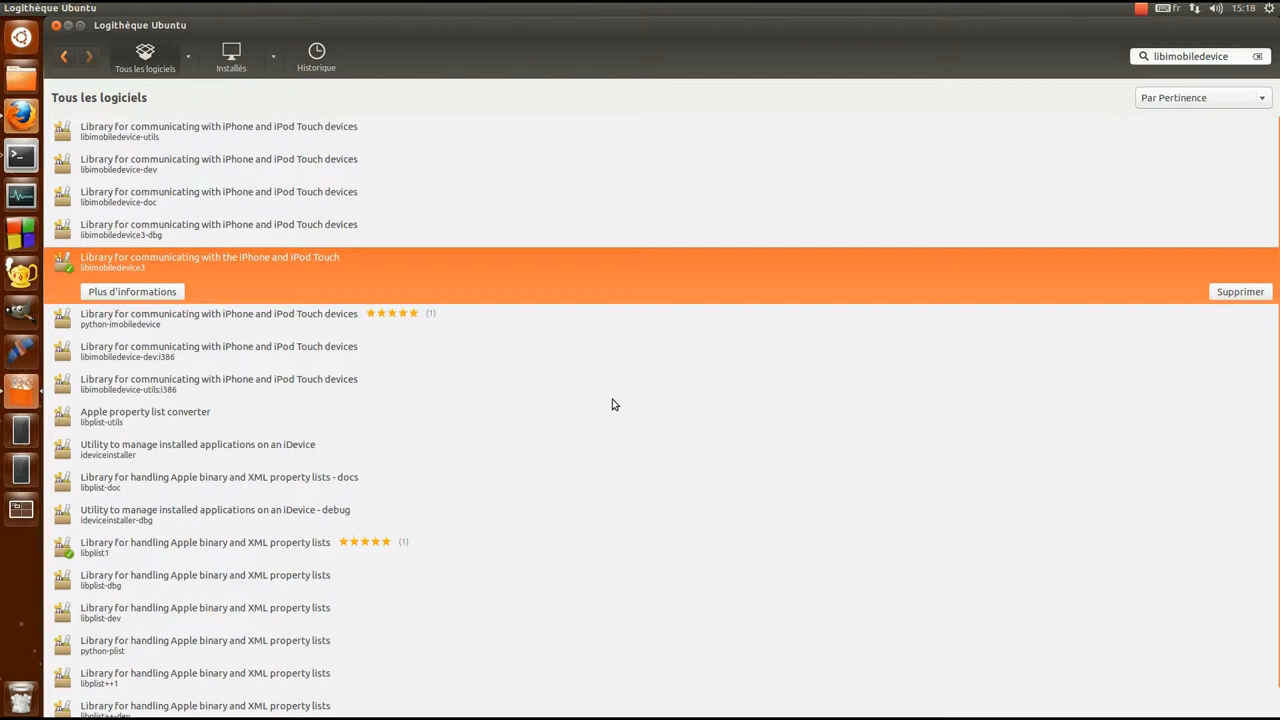 Logithèque Ubuntu
fr
15:18
Logithèque Ubuntu
Tous les logiciels
Installés
Historique
libimobiledevice
Tous les logiciels
Par Pertinence
Library for communicating with iPhone and iPod Touch devices
libimobiledevice-utils
Library for communicating with iPhone and iPod Touch devices
libimobiledevice-dev
Library for communicating with iPhone and iPod Touch devices
libimobiledevice-doc
Library for communicating with iPhone and iPod Touch devices
libimobiledevice3-dbg
Library for communicating with the iPhone and iPod Touch
libimobiledevice3
Plus d'informations
Supprimer
Library for communicating with iPhone and iPod Touch devices (1)
python-imobiledevice
Library for communicating with iPhone and iPod Touch devices
libimobiledevice-dev:i386
Library for communicating with iPhone and iPod Touch devices
libimobiledevice-utils:i386
Apple property list converter
libplist-utils
Utility to manage installed applications on an iDevice
ideviceinstaller
Library for handling Apple binary and XML property lists - docs
libplist-doc
Utility to manage installed applications on an iDevice - debug
ideviceinstaller-dbg
Library for handling Apple binary and XML property lists (1)
libplist1
Library for handling Apple binary and XML property lists
libplist-dbg
Library for handling Apple binary and XML property lists
libplist-dev
Library for handling Apple binary and XML property lists
python-plist
Library for handling Apple binary and XML property lists
libplist++1
Library for handling Apple binary and XML property lists
libplist++-dev